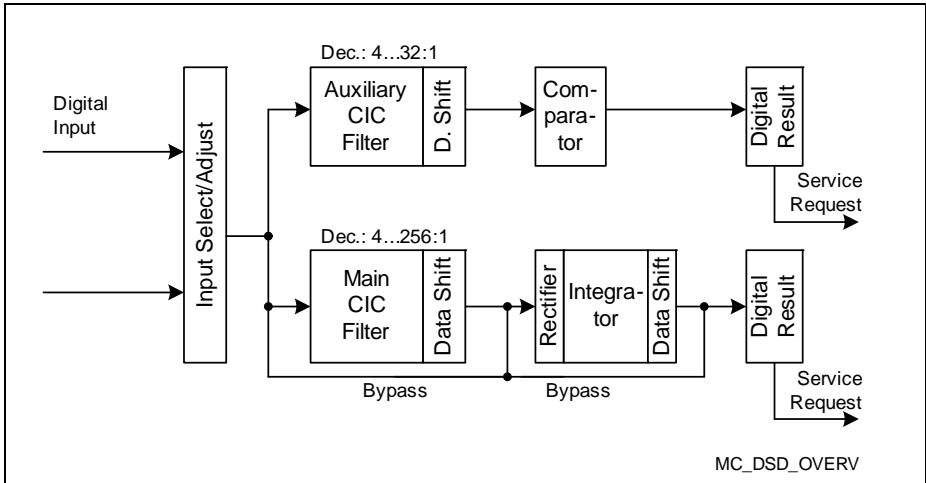 Dec.: 4...32:1
Digital
Input
Input Select/Adjust
Auxiliary
CIC
Filter
D. Shift
Com-
para-
tor
Digital
Result
Service
Request
Dec.: 4...256:1
Main
CIC
Filter
Data Shift
Rectifier
Integra-
tor
Data Shift
Digital
Result
Bypass
Bypass
Service
Request
MC_DSD_OVERV